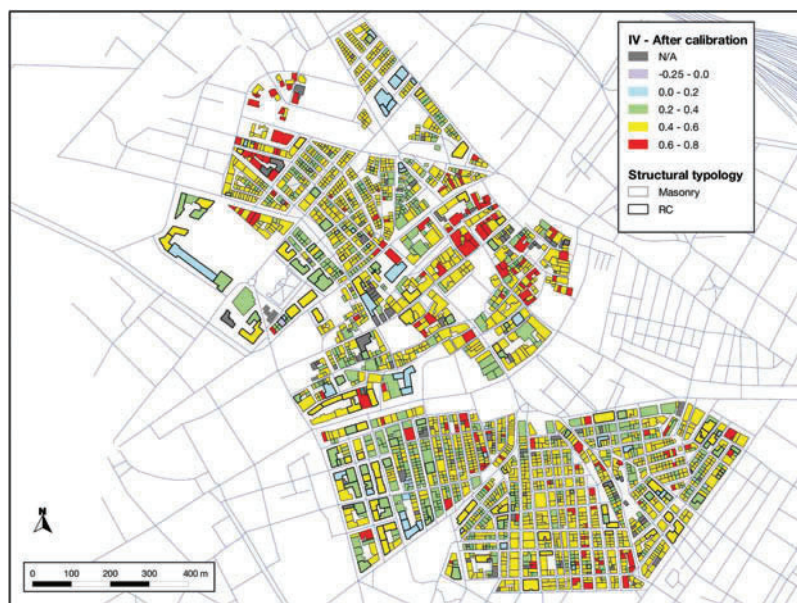 IV - After calibration
N/A
-0.25 - 0.0
0.0 - 0.2
0.2 - 0.4
0.4 - 0.6
0.6 - 0.8
Structural typology
Masonry
RC
N
0 100 200 300 400 m